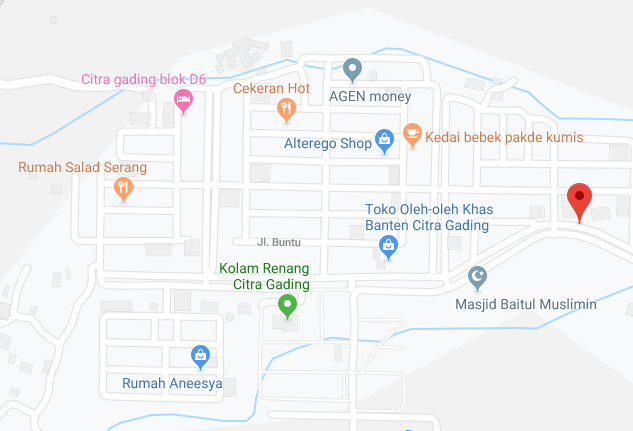 Citra gading blok D6
Cekeran Hot
AGEN money
Alterego Shop
Kedai bebek pakde kumis
Rumah Salad Serang
Toko Oleh-oleh Khas
Banten Citra Gading
Jl. Buntu
Kolam Renang
Citra Gading
Masjid Baitul Muslimin
Rumah Aneesya